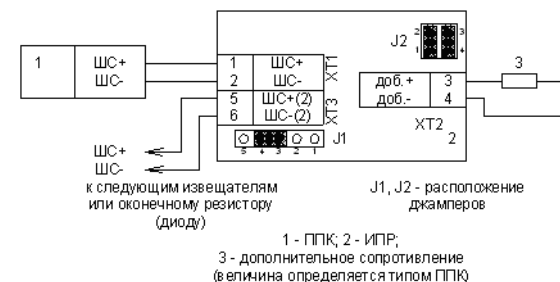 1 ШС+
ШС-
1 ШС+
2 ШС-
XT1
5 ШС+(2)
6 ШС-(2)
XT3
J2
2 3
1 4
доб.+ 3
доб.- 4
XT2
2
3
J1
5 4 3 2 1
ШС+
ШС-
к следующим извещателям
или оконечному резистору
(диоду)
J1, J2 - расположение
джамперов
1 - ППК; 2 - ИПР;
3 - дополнительное сопротивление
(величина определяется типом ППК)